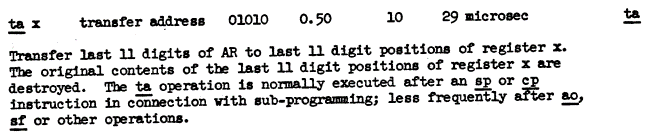 ta x transfer address 01010 0.50 10 29 microsec ta
Transfer last 11 digits of AR to last 11 digit positions of register x.
The original contents of the last 11 digit positions of register x are
destroyed. The ta operation is normally executed after an sp or cp
instruction in connection with sub-programming; less frequently after ao,
sf or other operations.